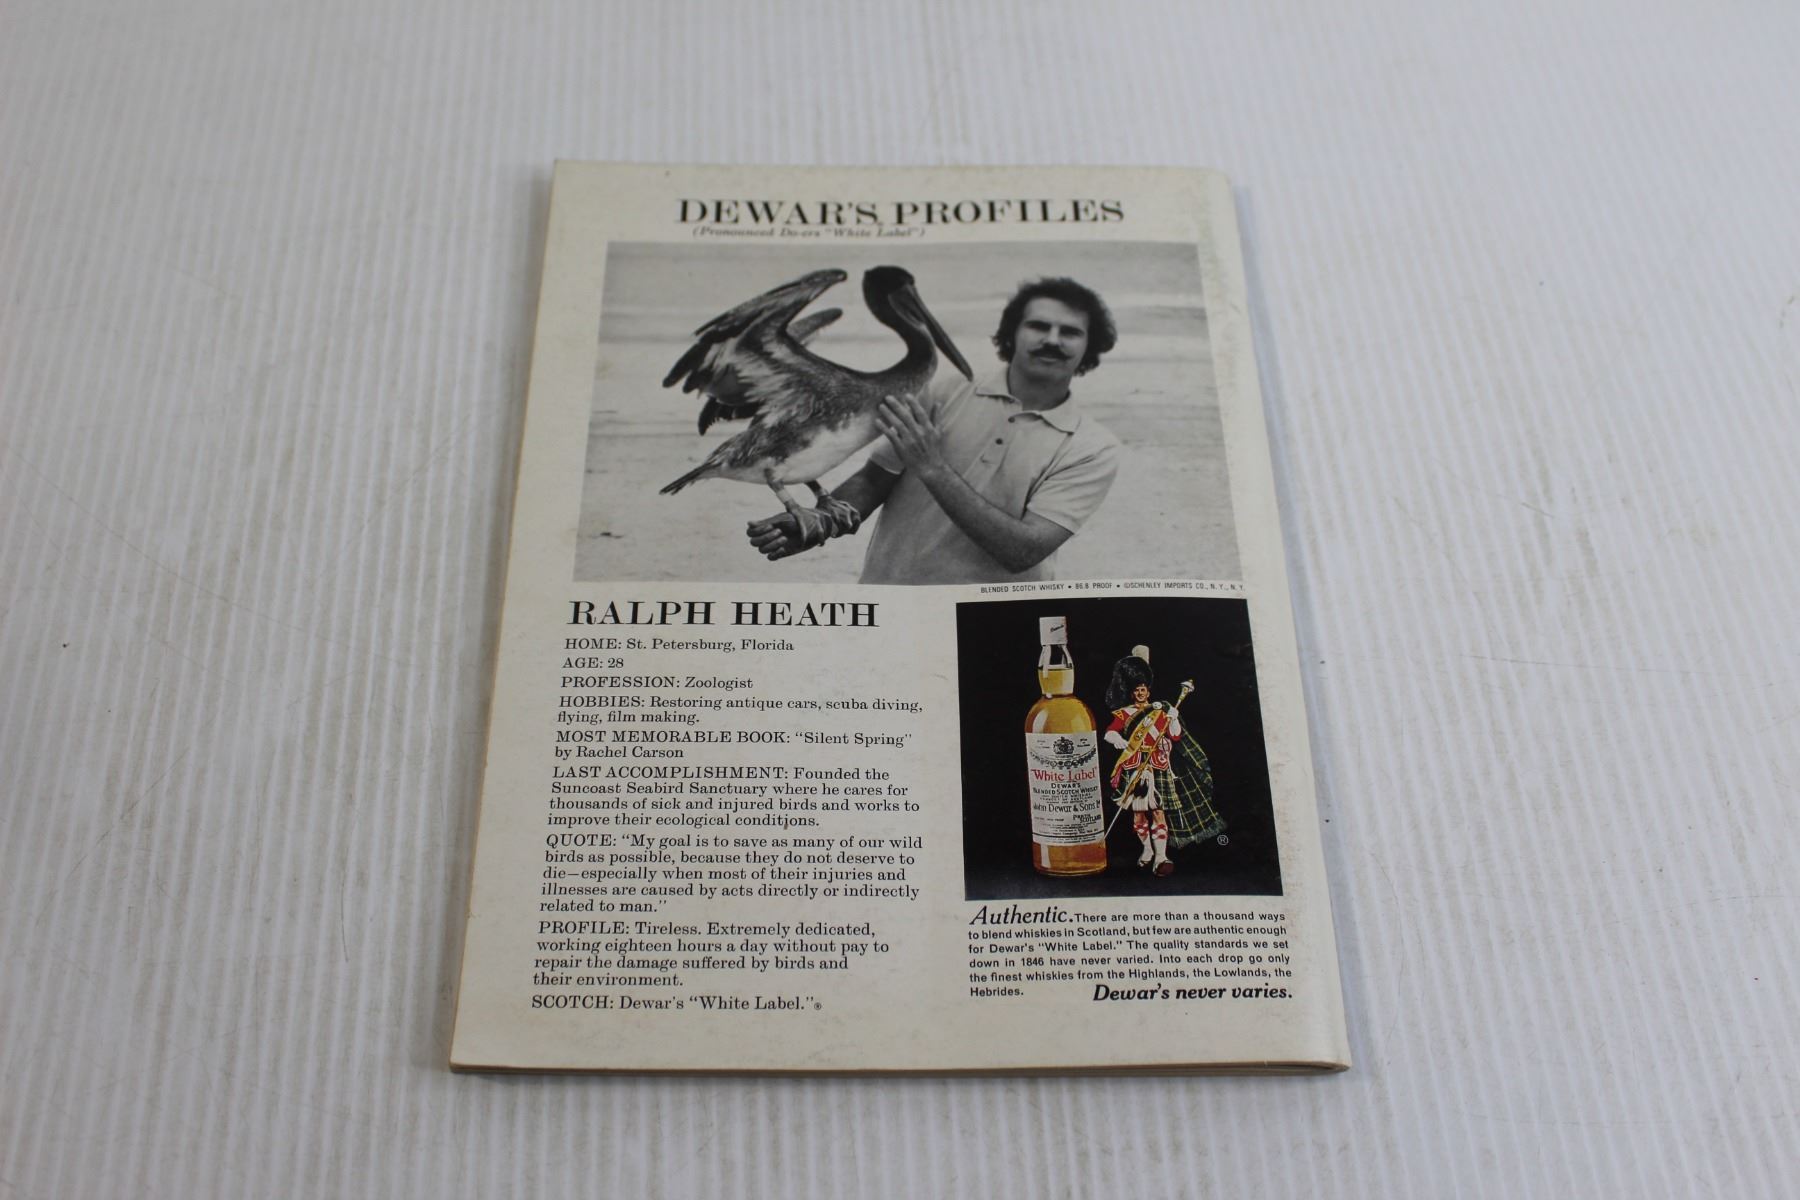 DEWAR'S PROFILES
(Pronounced Do-ers "White Label")
BLENDED SCOTCH WHISKY • 86.8 PROOF • ©SCHENLEY IMPORTS CO., N. Y., N. Y.
RALPH HEATH
HOME: St. Petersburg, Florida
AGE: 28
PROFESSION: Zoologist
HOBBIES: Restoring antique cars, scuba diving,
flying, film making.
MOST MEMORABLE BOOK: "Silent Spring"
by Rachel Carson
LAST ACCOMPLISHMENT: Founded the
Suncoast Seabird Sanctuary where he cares for
thousands of sick and injured birds and works to
improve their ecological conditions.
QUOTE: "My goal is to save as many of our wild
birds as possible, because they do not deserve to
die—especially when most of their injuries and
illnesses are caused by acts directly or indirectly
related to man."
PROFILE: Tireless. Extremely dedicated,
working eighteen hours a day without pay to
repair the damage suffered by birds and
their environment.
SCOTCH: Dewar's "White Label."®
"White Label"
DEWAR'S
BLENDED SCOTCH WHISKY
John Dewar & Sons Ld
PERTH
SCOTLAND
®
Authentic. There are more than a thousand ways
to blend whiskies in Scotland, but few are authentic enough
for Dewar's "White Label." The quality standards we set
down in 1846 have never varied. Into each drop go only
the finest whiskies from the Highlands, the Lowlands, the
Hebrides. Dewar's never varies.